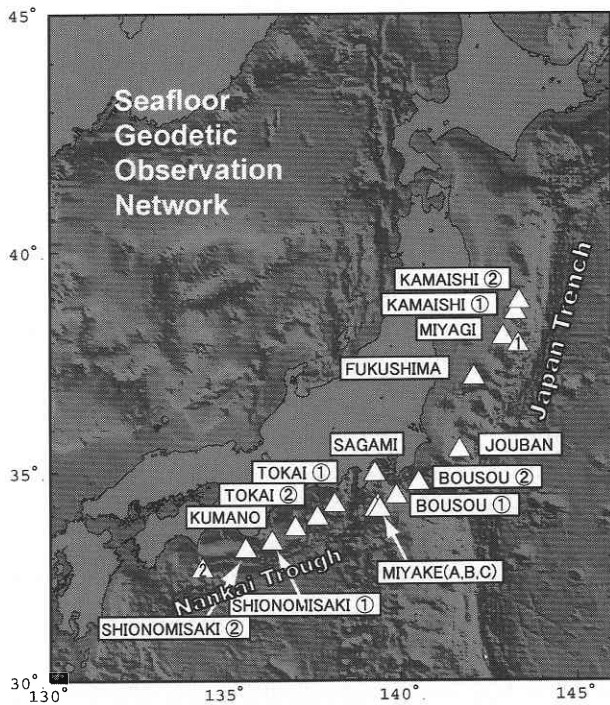 45°
Seafloor
Geodetic
Observation
Network
40°
KAMAISHI ②
KAMAISHI ①
MIYAGI
1
Japan Trench
FUKUSHIMA
SAGAMI
JOUBAN
35°
TOKAI ①
BOUSOU ②
TOKAI ②
BOUSOU ①
KUMANO
MIYAKE(A,B,C)
2
Nankai Trough
SHIONOMISAKI ①
SHIONOMISAKI ②
30°
130°
135°
140°
145°